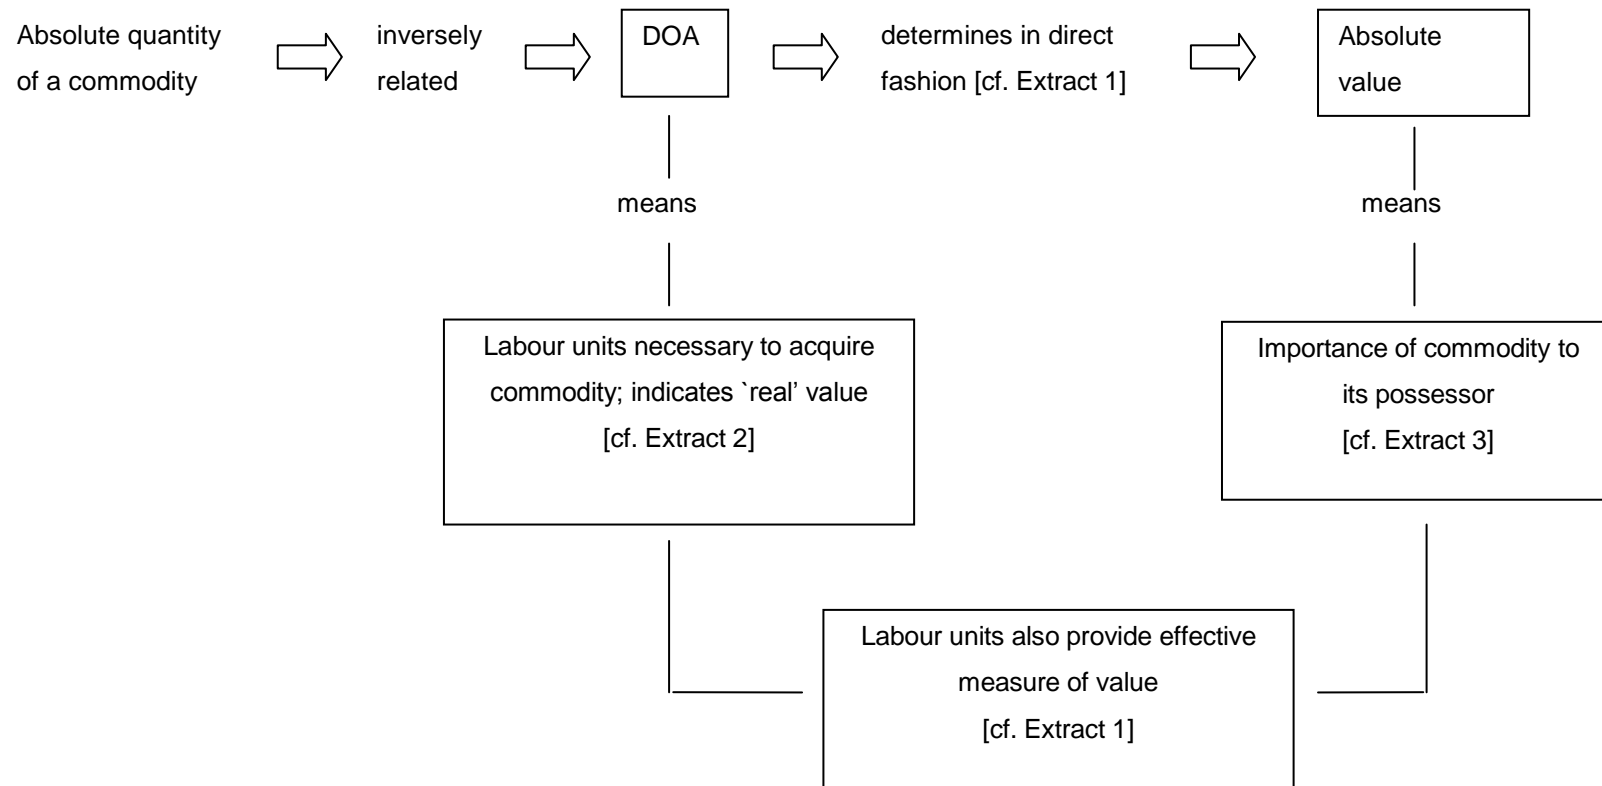 Absolute quantity
of a commodity
inversely
related
DOA
determines in direct
fashion [cf. Extract 1]
Absolute
value
means
means
Labour units necessary to acquire
commodity; indicates `real’ value
[cf. Extract 2]
Importance of commodity to
its possessor
[cf. Extract 3]
Labour units also provide effective
measure of value
[cf. Extract 1]